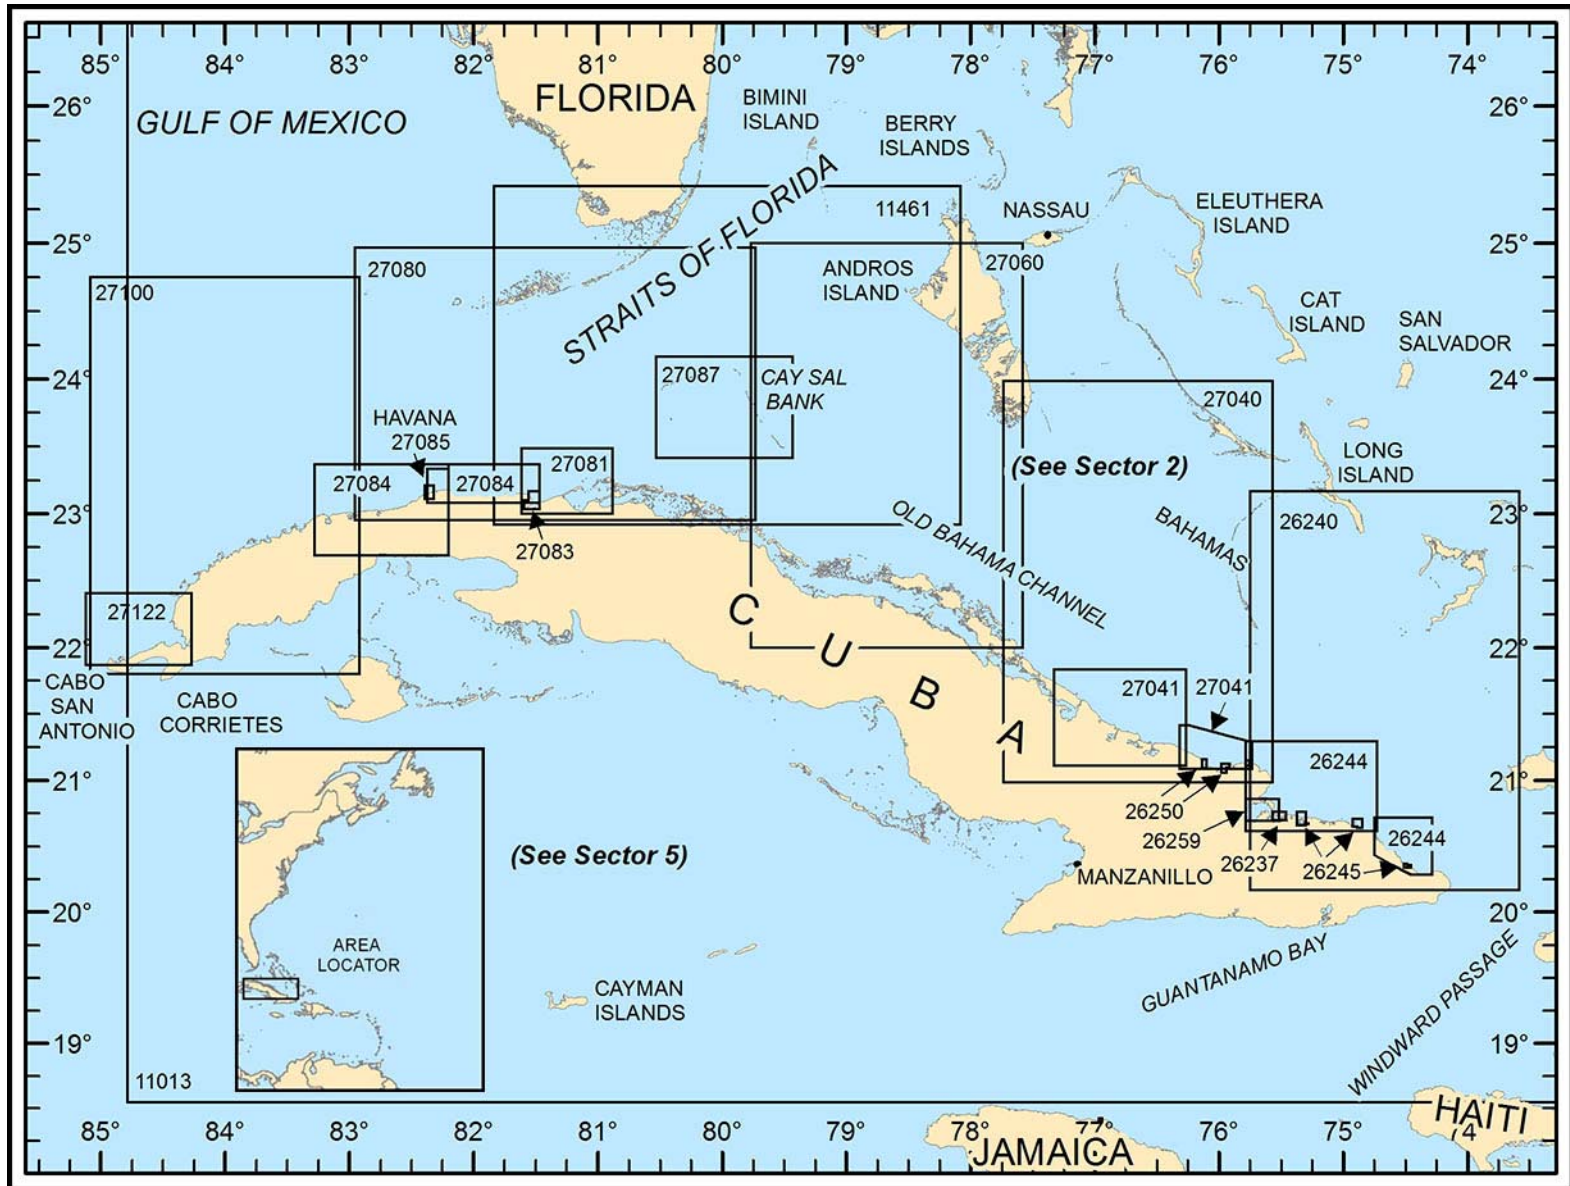 85° 84° 83° 82° 81° 80° 79° 78° 77° 76° 75° 74°
26° 26°
FLORIDA
BIMINI
ISLAND
GULF OF MEXICO
BERRY
ISLANDS
STRAITS OF FLORIDA
11461
NASSAU
ELEUTHERA
ISLAND
25° 25°
27080
ANDROS
ISLAND
27060
27100
CAT
ISLAND
SAN
SALVADOR
24° 24°
27087
CAY SAL
BANK
27040
HAVANA
27085
(See Sector 2)
LONG
ISLAND
27084
27084
27081
23° 23°
27083
OLD BAHAMA CHANNEL
BAHAMAS
26240
27122
CUBA
22° 22°
CABO
SAN
ANTONIO
CABO
CORRIETES
27041
27041
21° 21°
26244
26250
26259
26237
26245
26244
(See Sector 5)
MANZANILLO
20° 20°
AREA
LOCATOR
GUANTANAMO BAY
WINDWARD PASSAGE
CAYMAN
ISLANDS
19° 19°
11013
HAITI
JAMAICA
85° 84° 83° 82° 81° 80° 79° 78° 77° 76° 75° 74